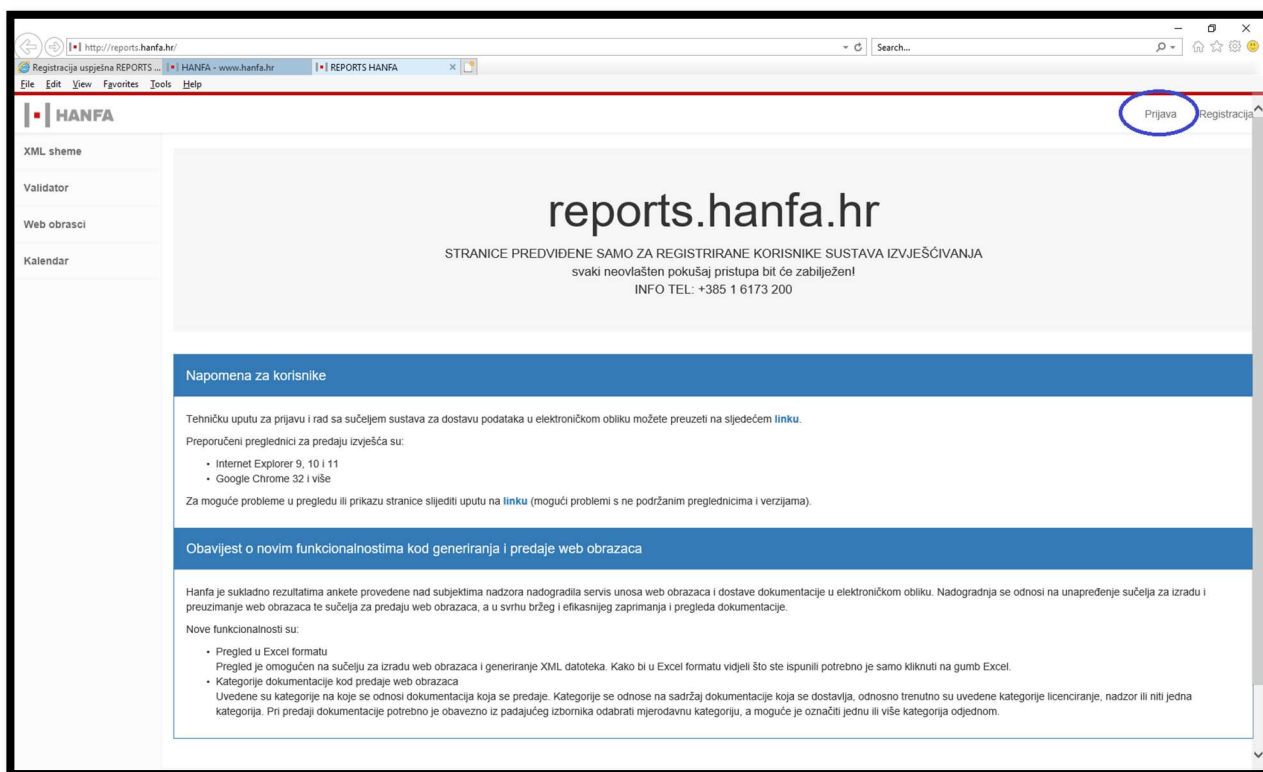 http://reports.hanfa.hr/
Search...
Registracija uspješna REPORTS ...
HANFA - www.hanfa.hr
REPORTS HANFA
File Edit View Favorites Tools Help
HANFA
Prijava
Registracija
XML sheme
Validator
Web obrasci
Kalendar
reports.hanfa.hr
STRANICE PREDVIĐENE SAMO ZA REGISTRIRANE KORISNIKE SUSTAVA IZVJEŠĆIVANJA
svaki neovlašten pokušaj pristupa bit će zabilježen!
INFO TEL: +385 1 6173 200
Napomena za korisnike
Tehničku uputu za prijavu i rad sa sučeljem sustava za dostavu podataka u elektroničkom obliku možete preuzeti na sljedećem linku.
Preporučeni preglednici za predaju izvješća su:
• Internet Explorer 9, 10 i 11
• Google Chrome 32 i više
Za moguće probleme u pregledu ili prikazu stranice slijediti uputu na linku (mogući problemi s ne podržanim preglednicima i verzijama).
Obavijest o novim funkcionalnostima kod generiranja i predaje web obrazaca
Hanfa je sukladno rezultatima ankete provedene nad subjektima nadzora nadogradila servis unosa web obrazaca i dostave dokumentacije u elektroničkom obliku. Nadogradnja se odnosi na unapređenje sučelja za izradu i
preuzimanje web obrazaca te sučelja za predaju web obrazaca, a u svrhu bržeg i efikasnijeg zaprimanja i pregleda dokumentacije.
Nove funkcionalnosti su:
• Pregled u Excel formatu
Pregled je omogućen na sučelju za izradu web obrazaca i generiranje XML datoteka. Kako bi u Excel formatu vidjeli što ste ispunili potrebno je samo kliknuti na gumb Excel.
• Kategorije dokumentacije kod predaje web obrazaca
Uvedene su kategorije na koje se odnosi dokumentacija koja se predaje. Kategorije se odnose na sadržaj dokumentacije koja se dostavlja, odnosno trenutno su uvedene kategorije licenciranje, nadzor ili niti jedna
kategorija. Pri predaji dokumentacije potrebno je obavezno iz padajućeg izbornika odabrati mjerodavnu kategoriju, a moguće je označiti jednu ili više kategorija odjednom.